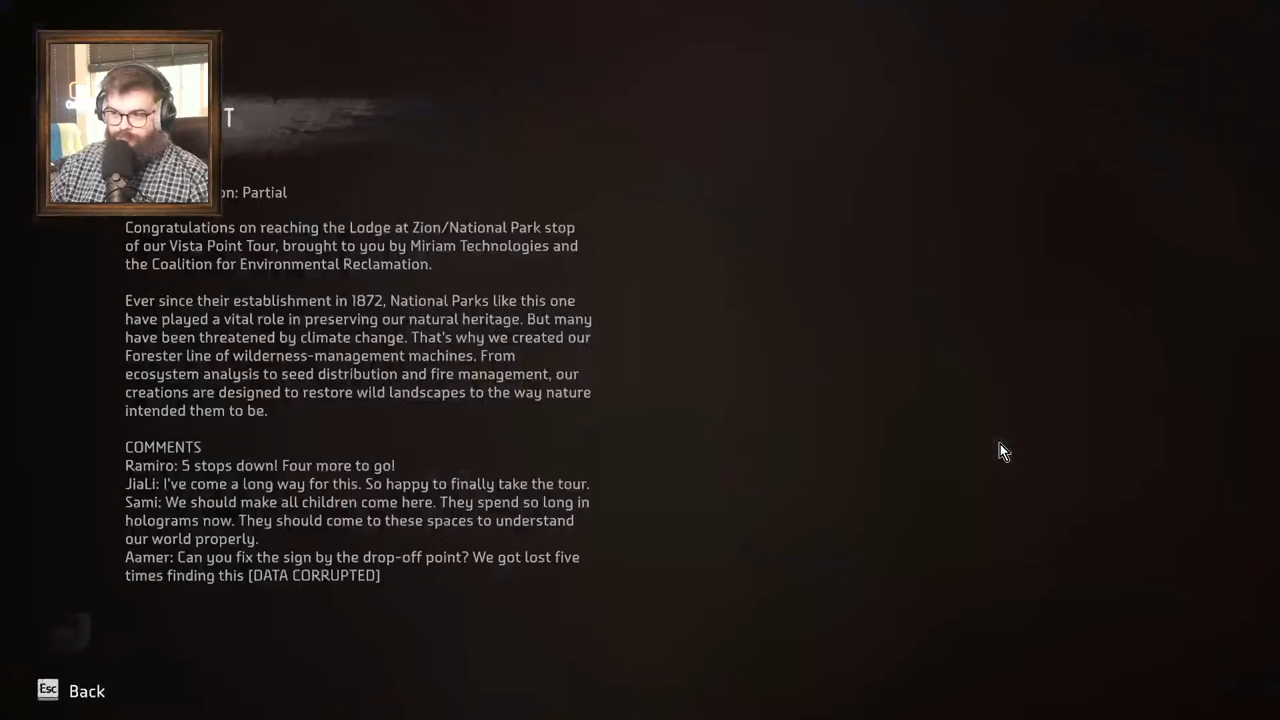 T
on: Partial
Congratulations on reaching the Lodge at Zion/National Park stop
of our Vista Point Tour, brought to you by Miriam Technologies and
the Coalition for Environmental Reclamation.
Ever since their establishment in 1872, National Parks like this one
have played a vital role in preserving our natural heritage. But many
have been threatened by climate change. That's why we created our
Forester line of wilderness-management machines. From
ecosystem analysis to seed distribution and fire management, our
creations are designed to restore wild landscapes to the way nature
intended them to be.
COMMENTS
Ramiro: 5 stops down! Four more to go!
JiaLi: I've come a long way for this. So happy to finally take the tour.
Sami: We should make all children come here. They spend so long in
holograms now. They should come to these spaces to understand
our world properly.
Aamer: Can you fix the sign by the drop-off point? We got lost five
times finding this [DATA CORRUPTED]
Esc Back